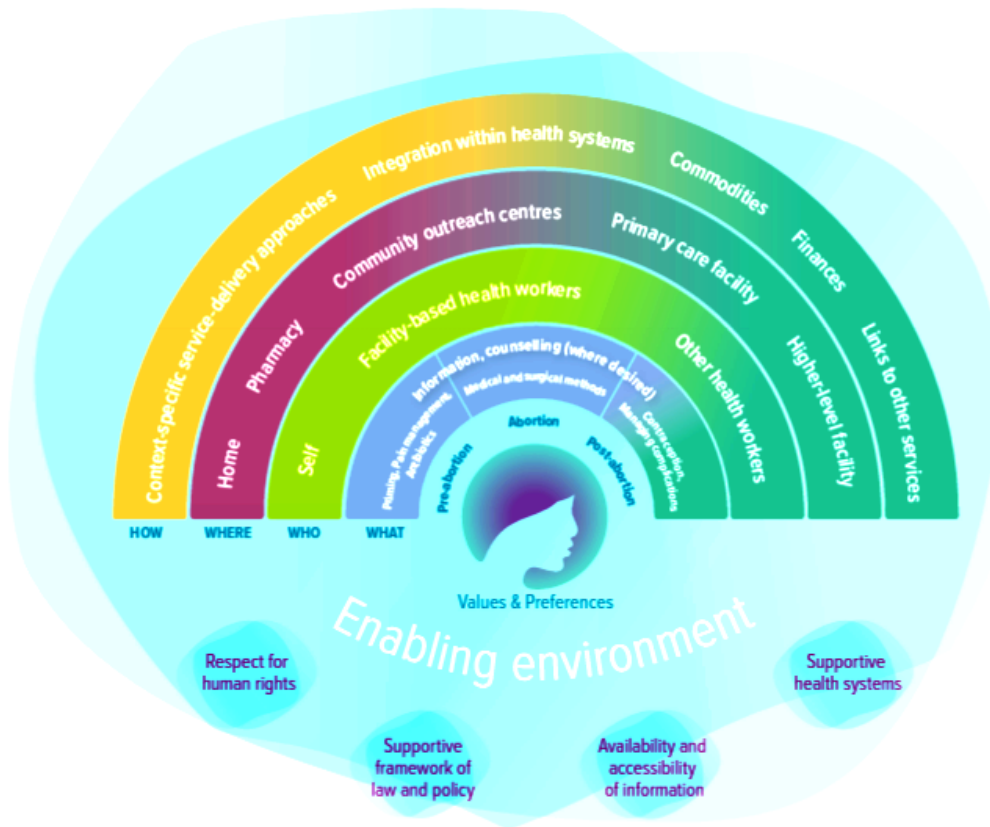 Context-specific service-delivery approaches
Integration within health systems
Commodities
Finances
Links to other services
Home
Pharmacy
Community outreach centres
Primary care facility
Higher-level facility
Self
Facility-based health workers
Other health workers
Information, counselling (where desired)
Priming, Pain management,
Antibiotics
Medical and surgical methods
Contraception,
Managing complications
Pre-abortion
Abortion
Post-abortion
HOW
WHERE
WHO
WHAT
Values & Preferences
Enabling environment
Respect for
human rights
Supportive
framework of
law and policy
Availability and
accessibility
of information
Supportive
health systems